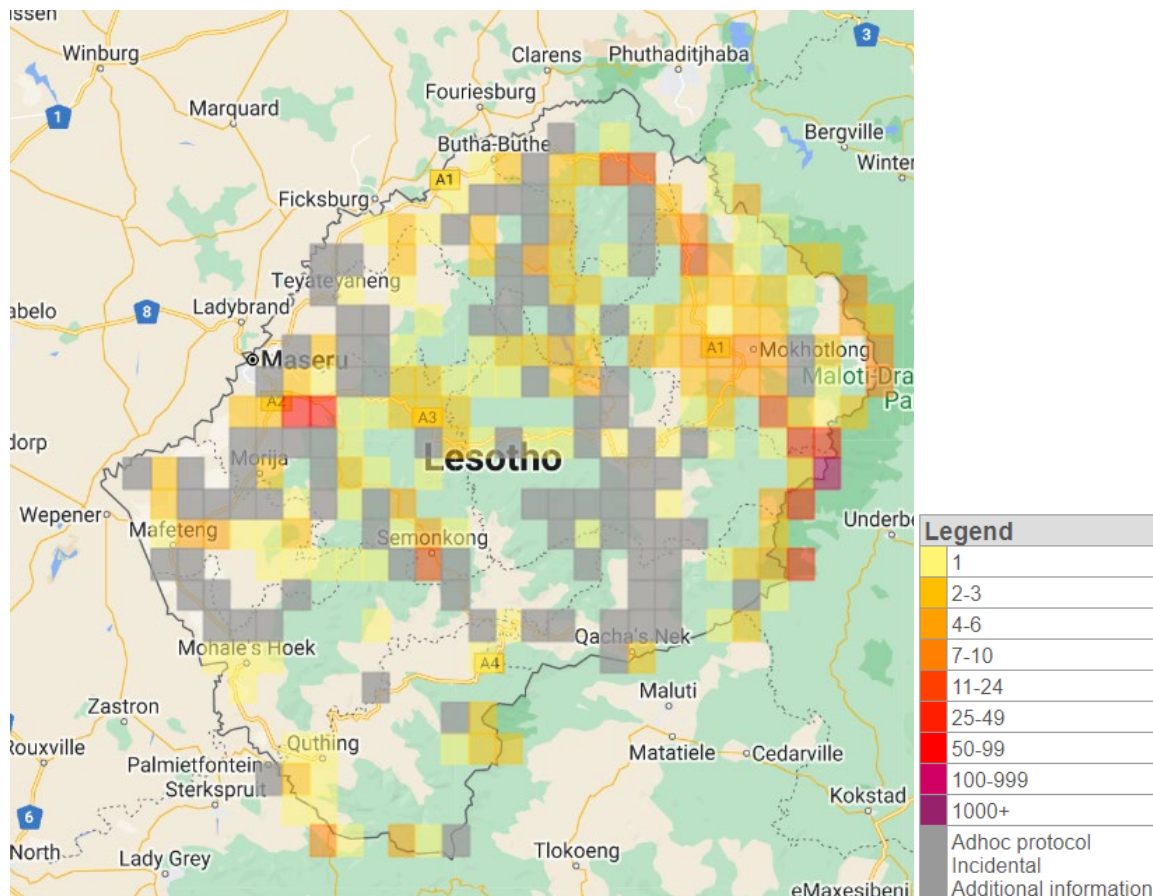 issen
Winburg
Clarens
Phuthaditjhaba
3
Fouriesburg
1
Marquard
Butha-Buthe
Bergville
Winter
A1
Ficksburg
Teyateyaneng
abelo
8
Ladybrand
Maseru
A1
Mokhotlong
Maloti-Dra
Pa
A2
A3
dorp
Morija
Lesotho
Wepener
Mafeteng
Semonkong
Underbe
Qacha's Nek
Mohale's Hoek
A4
Maluti
Zastron
Rouxville
Quthing
Matatiele
Cedarville
Palmietfontein
Sterkspruit
6
Kokstad
North
Lady Grey
Tlokoeng
eMaxesibeni
Legend
1
2-3
4-6
7-10
11-24
25-49
50-99
100-999
1000+
Adhoc protocol
Incidental
Additional information